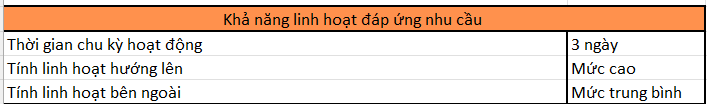 Khả năng linh hoạt đáp ứng nhu cầu
Thời gian chu kỳ hoạt động 3 ngày
Tính linh hoạt hướng lên Mức cao
Tính linh hoạt bên ngoài Mức trung bình